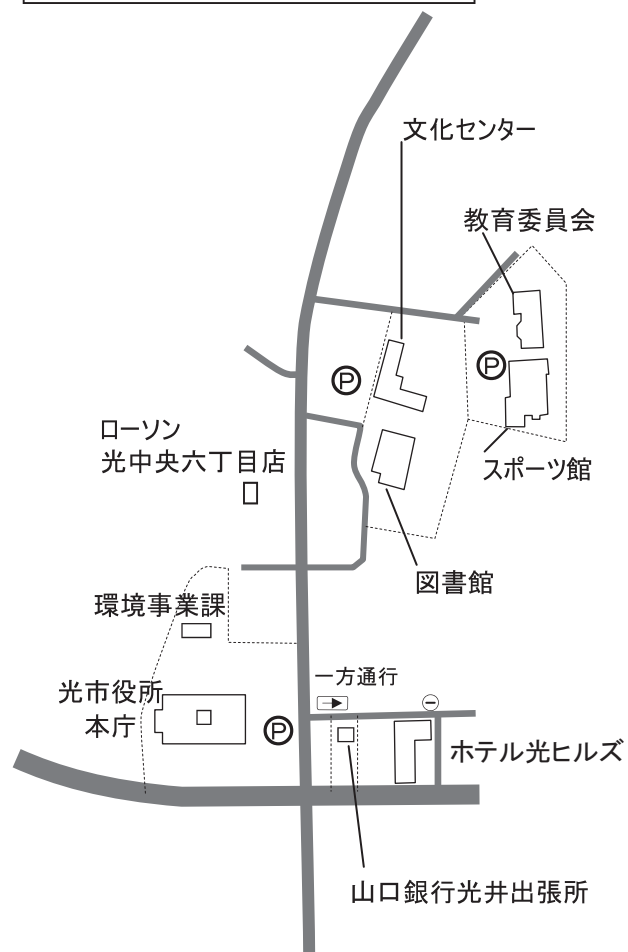 文化センター
教育委員会
Ⓟ
Ⓟ
ローソン
光中央六丁目店
スポーツ館
図書館
環境事業課
一方通行
光市役所
本庁
Ⓟ
ホテル光ヒルズ
山口銀行光井出張所